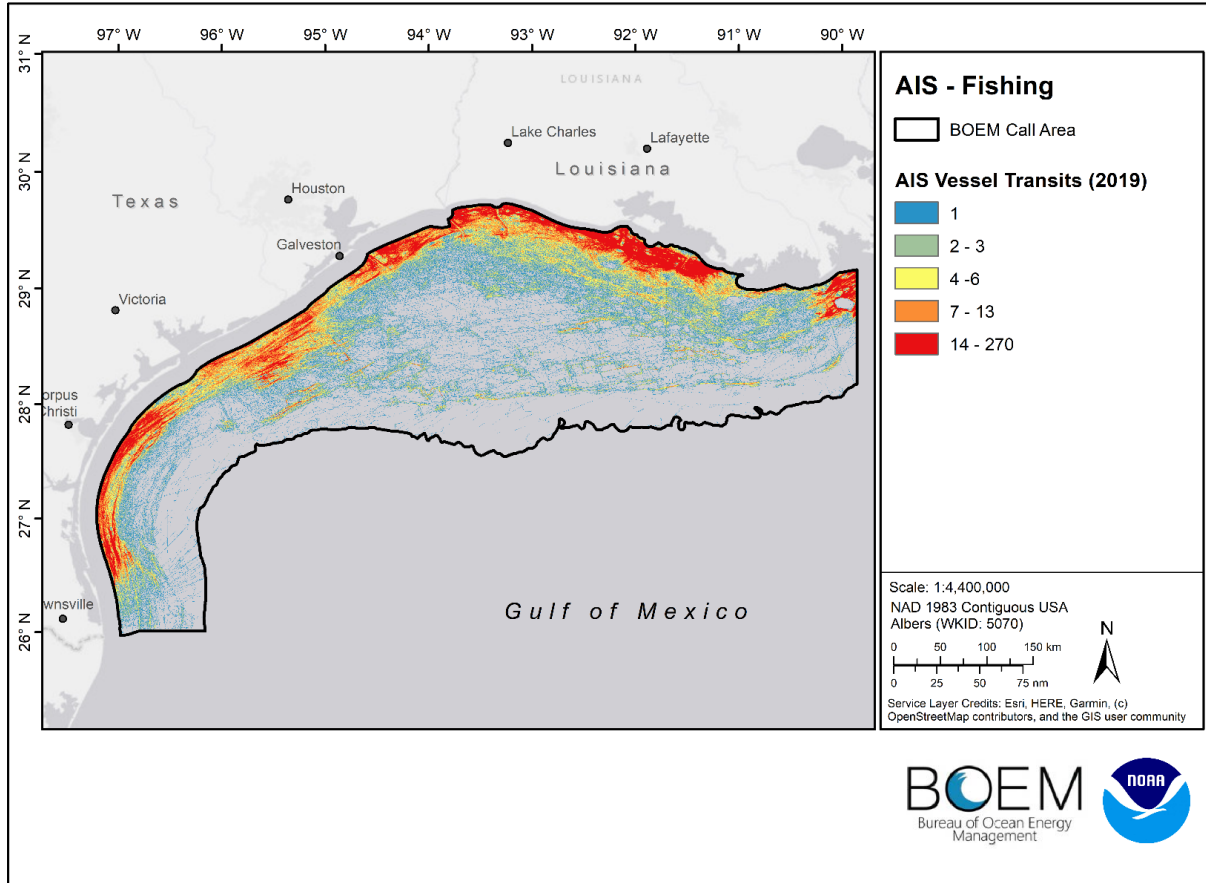 97° W 96° W 95° W 94° W 93° W 92° W 91° W 90° W
31° N
30° N
29° N
28° N
27° N
26° N
LOUISIANA
Lake Charles
Lafayette
Louisiana
Houston
Texas
Galveston
Victoria
orpus
Christi
wnsville
Gulf of Mexico
AIS - Fishing
BOEM Call Area
AIS Vessel Transits (2019)
1
2 - 3
4 -6
7 - 13
14 - 270
Scale: 1:4,400,000
NAD 1983 Contiguous USA
Albers (WKID: 5070)
N
0 50 100 150 km
0 25 50 75 nm
Service Layer Credits: Esri, HERE, Garmin, (c)
OpenStreetMap contributors, and the GIS user community
BOEM
Bureau of Ocean Energy
Management
NOAA